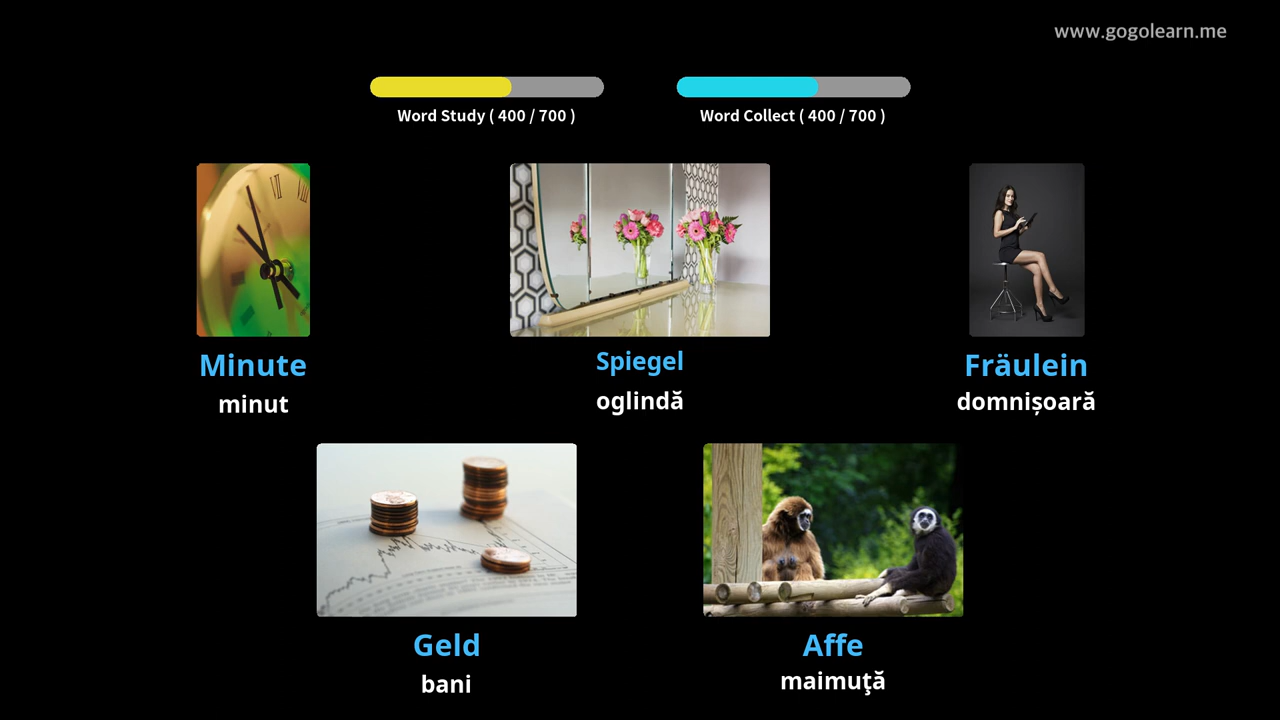 www.gogolearn.me
Word Study ( 400 / 700 )
Word Collect ( 400 / 700 )
Minute
minut
Spiegel
oglindă
Fräulein
domnișoară
Geld
bani
Affe
maimuţă